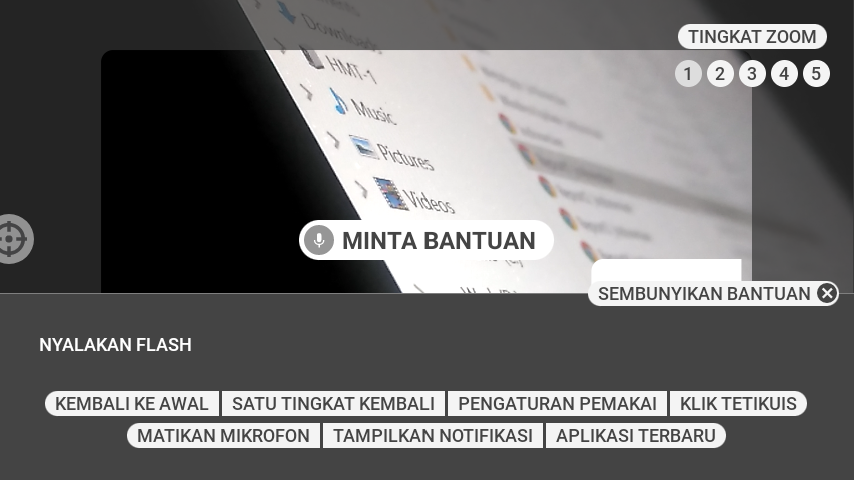 Downloads
TINGKAT ZOOM
1 2 3 4 5
HMT-1
Music
Pictures
Videos
MINTA BANTUAN
SEMBUNYIKAN BANTUAN
NYALAKAN FLASH
KEMBALI KE AWAL SATU TINGKAT KEMBALI PENGATURAN PEMAKAI KLIK TETIKUIS
MATIKAN MIKROFON TAMPILKAN NOTIFIKASI APLIKASI TERBARU